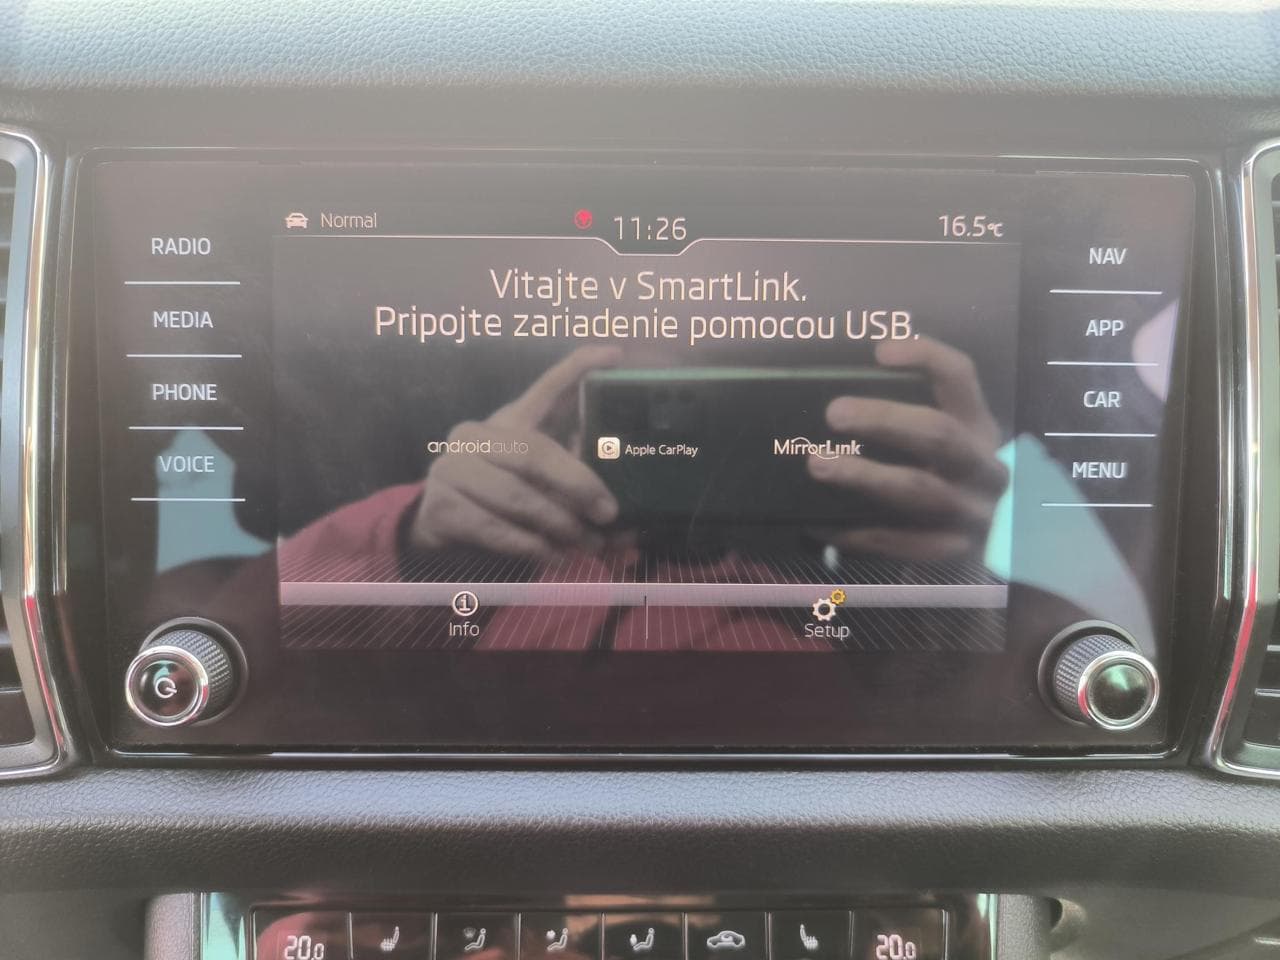 Normal
11:26
16.5°C
RADIO
MEDIA
PHONE
VOICE
Vitajte v SmartLink.
Pripojte zariadenie pomocou USB.
androidauto
Apple CarPlay
MirrorLink
Info
Setup
NAV
APP
CAR
MENU
20.0
20.0